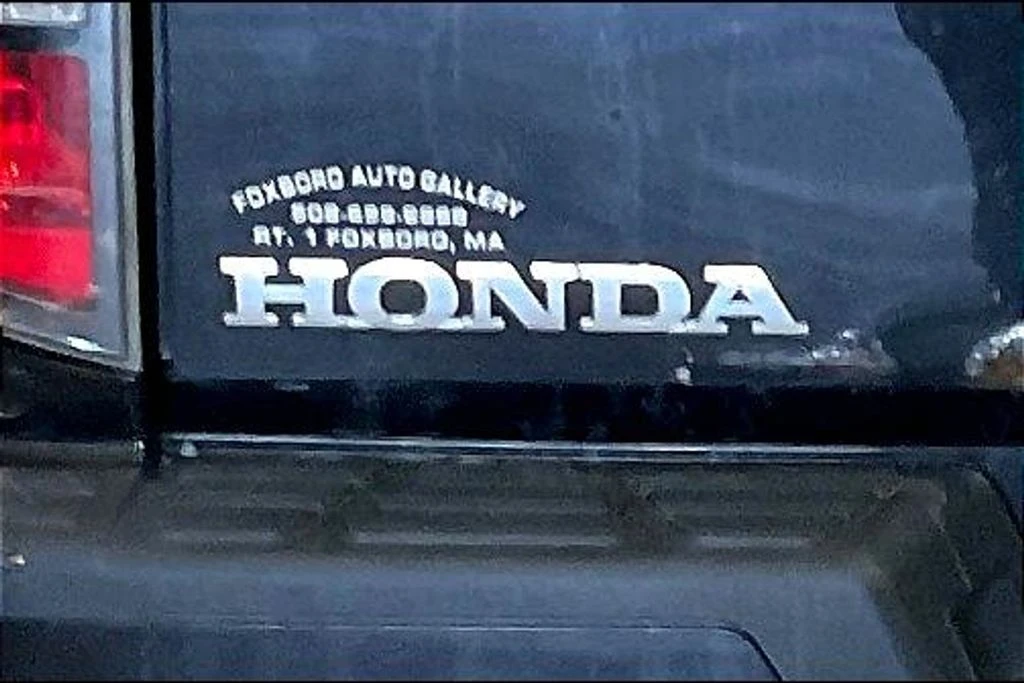 FOXBORO AUTO GALLERY
RT. 1 FOXBORO, MA
HONDA